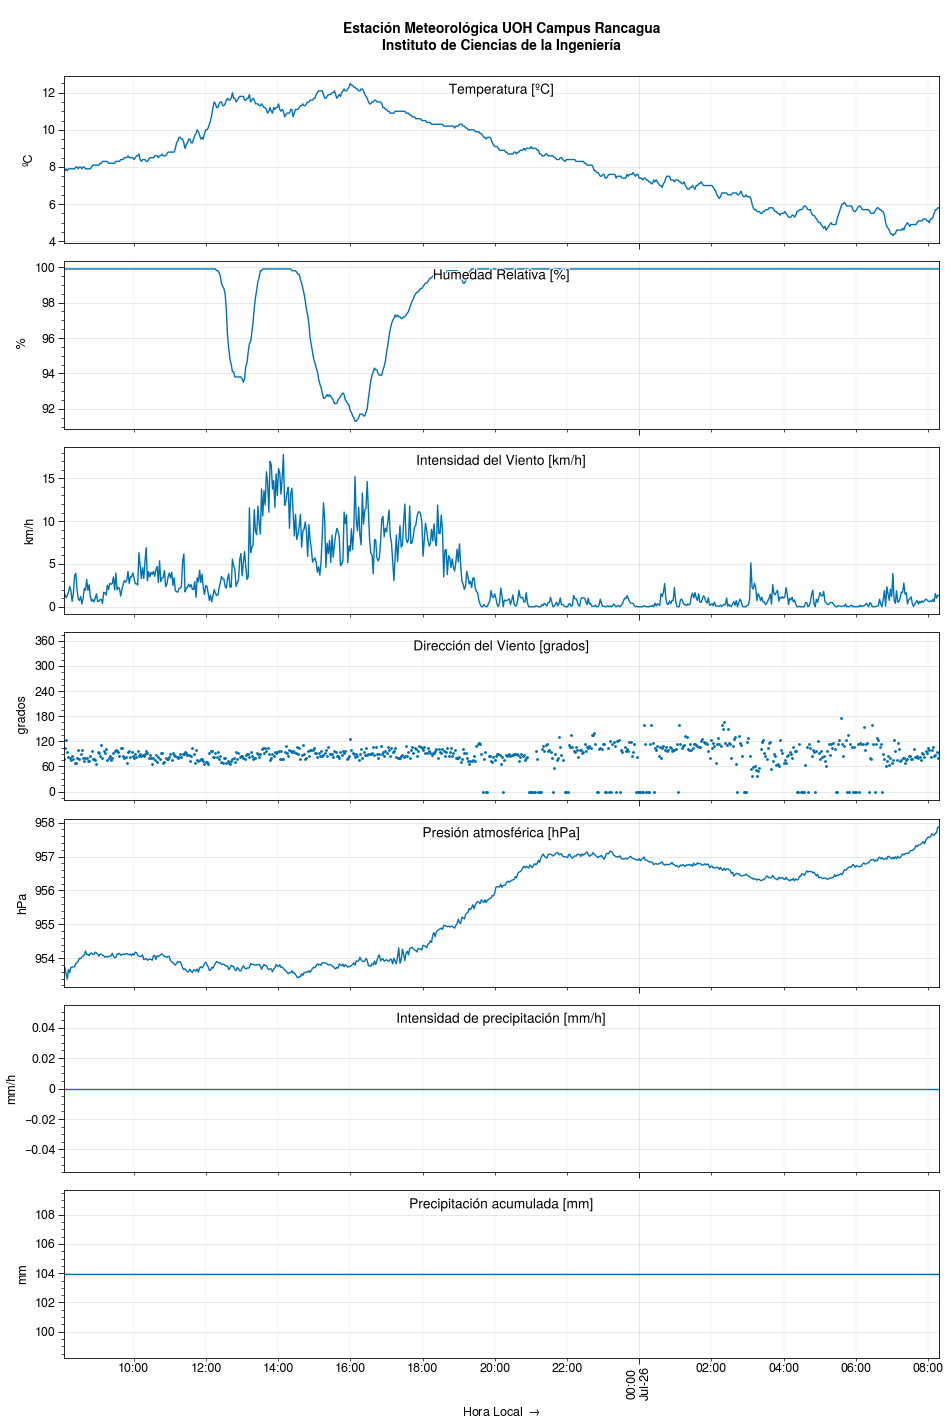 Estación Meteorológica UOH Campus Rancagua
Instituto de Ciencias de la Ingeniería
Temperatura [ºC]
ºC
12
10
8
6
4
Humedad Relativa [%]
%
100
98
96
94
92
Intensidad del Viento [km/h]
km/h
15
10
5
0
Dirección del Viento [grados]
grados
360
300
240
180
120
60
0
Presión atmosférica [hPa]
hPa
958
957
956
955
954
Intensidad de precipitación [mm/h]
mm/h
0.04
0.02
0
−0.02
−0.04
Precipitación acumulada [mm]
mm
108
106
104
102
100
10:00 12:00 14:00 16:00 18:00 20:00 22:00 00:00 02:00 04:00 06:00 08:00
Jul-26
Hora Local →